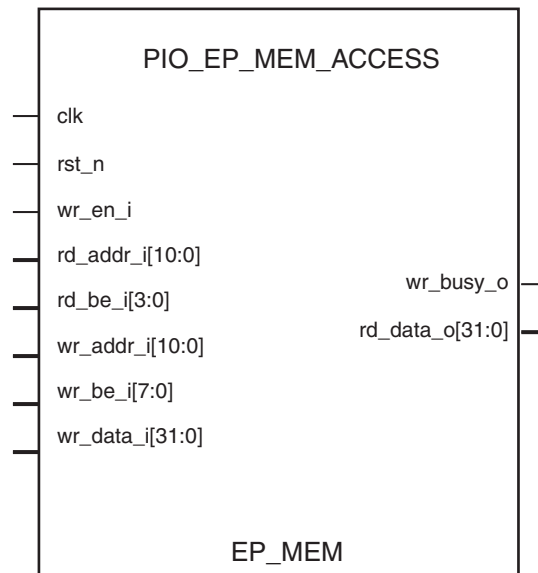 PIO_EP_MEM_ACCESS
clk
rst_n
wr_en_i
rd_addr_i[10:0]
rd_be_i[3:0]
wr_addr_i[10:0]
wr_be_i[7:0]
wr_data_i[31:0]
wr_busy_o
rd_data_o[31:0]
EP_MEM